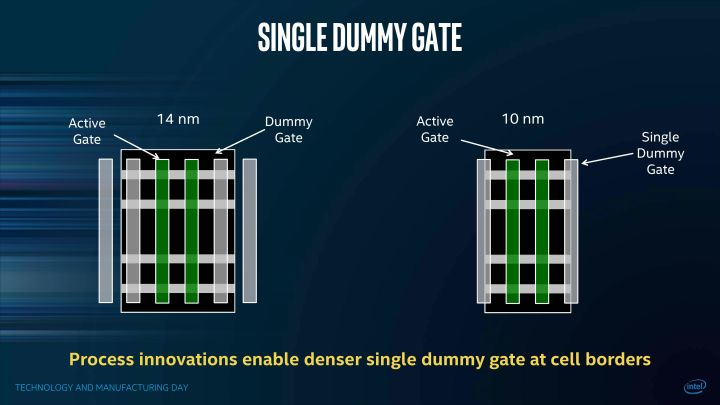 SINGLE DUMMY GATE
Active
Gate
14 nm
Dummy
Gate
Active
Gate
10 nm
Single
Dummy
Gate
Process innovations enable denser single dummy gate at cell borders
TECHNOLOGY AND MANUFACTURING DAY
intel